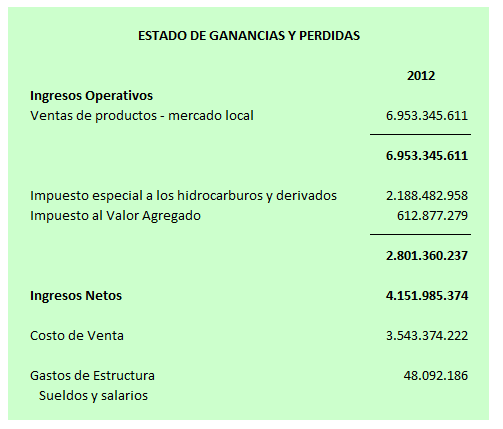 ESTADO DE GANANCIAS Y PERDIDAS
2012
Ingresos Operativos
Ventas de productos - mercado local 6.953.345.611
6.953.345.611
Impuesto especial a los hidrocarburos y derivados 2.188.482.958
Impuesto al Valor Agregado 612.877.279
2.801.360.237
Ingresos Netos 4.151.985.374
Costo de Venta 3.543.374.222
Gastos de Estructura 48.092.186
Sueldos y salarios